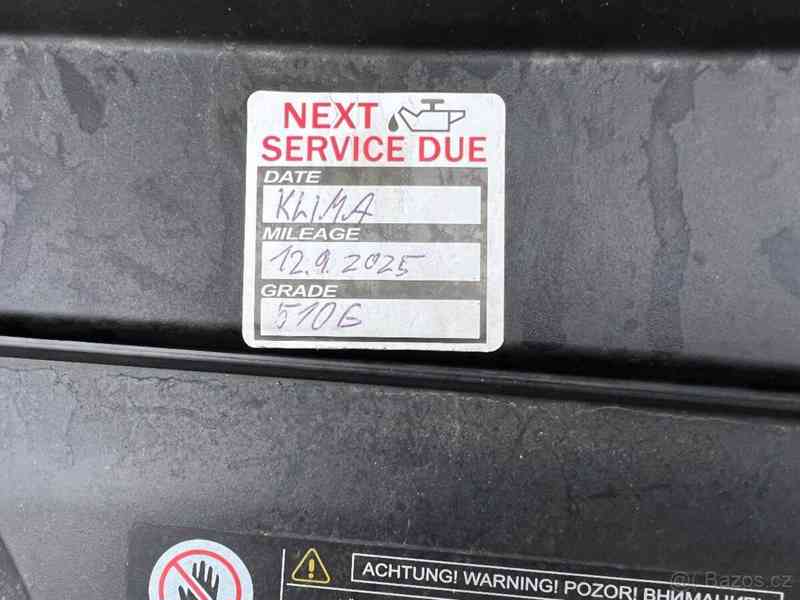 NEXT
SERVICE DUE
DATE
KLIMA
MILEAGE
12.9.2025
GRADE
510G
ACHTUNG! WARNING! POZOR! ВНИМАНИЕ!
Bazos.cz